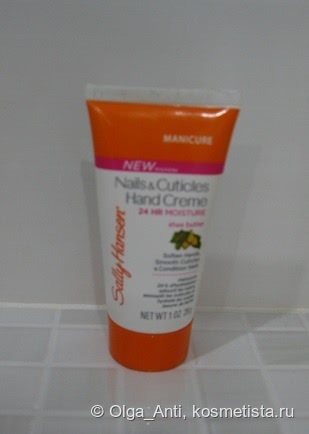 MANICURE
NEW
Nails & Cuticles
Hand Creme
24 HR MOISTURE
shea butter
Sally Hansen
Soften Hands,
Smooth Cuticles
& Condition Nails
NET WT 1 OZ
© Olga_Anti, kosmetista.ru